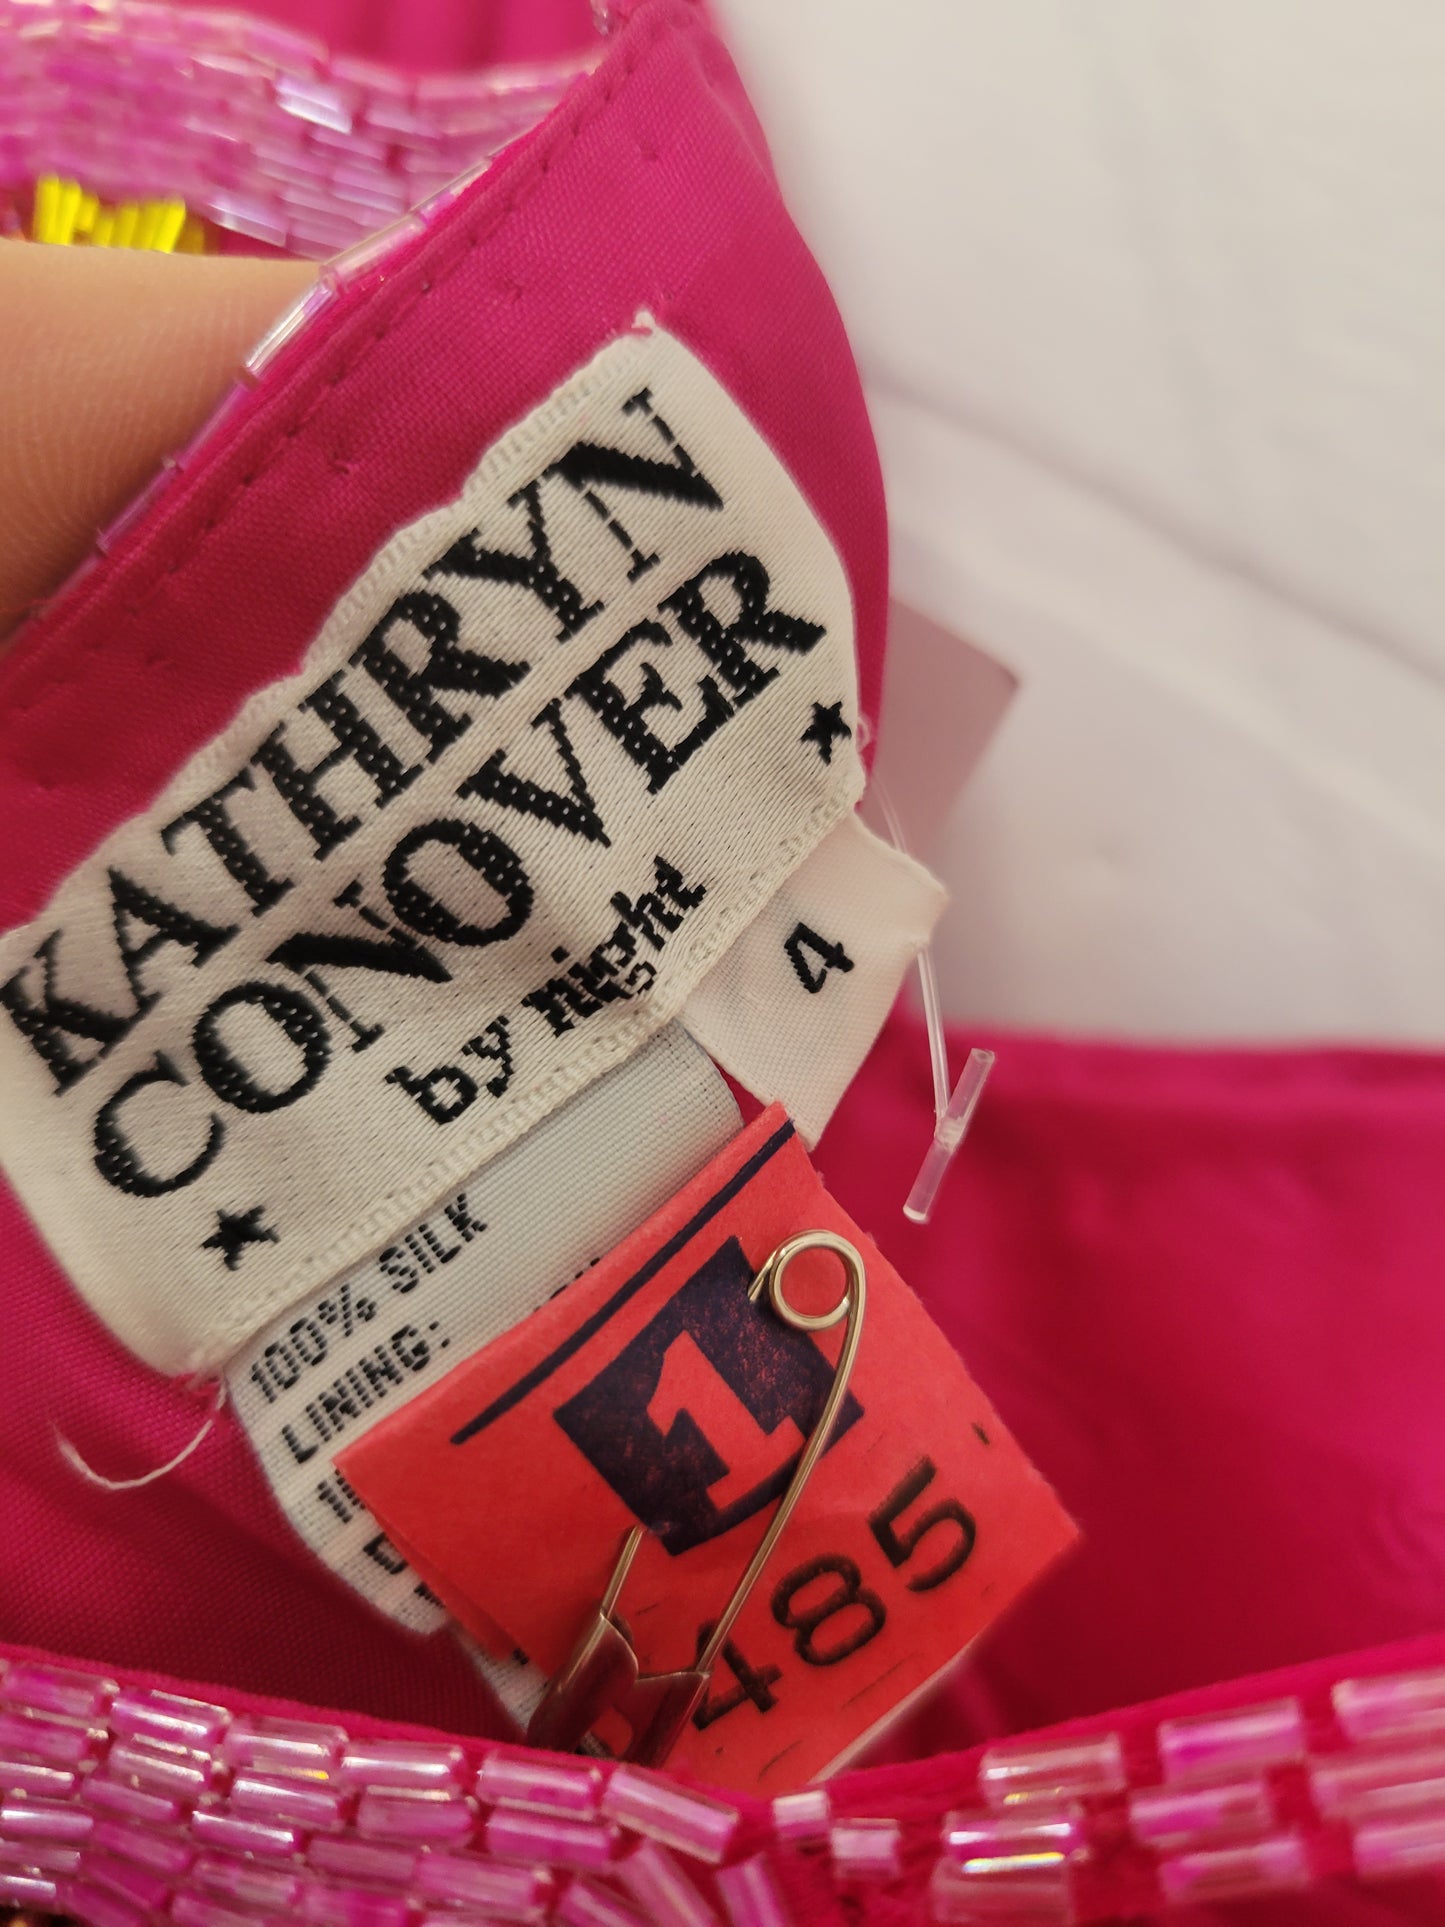 KATHRYN
CONOVER
by night
4
100% SILK
LINING:
1
485